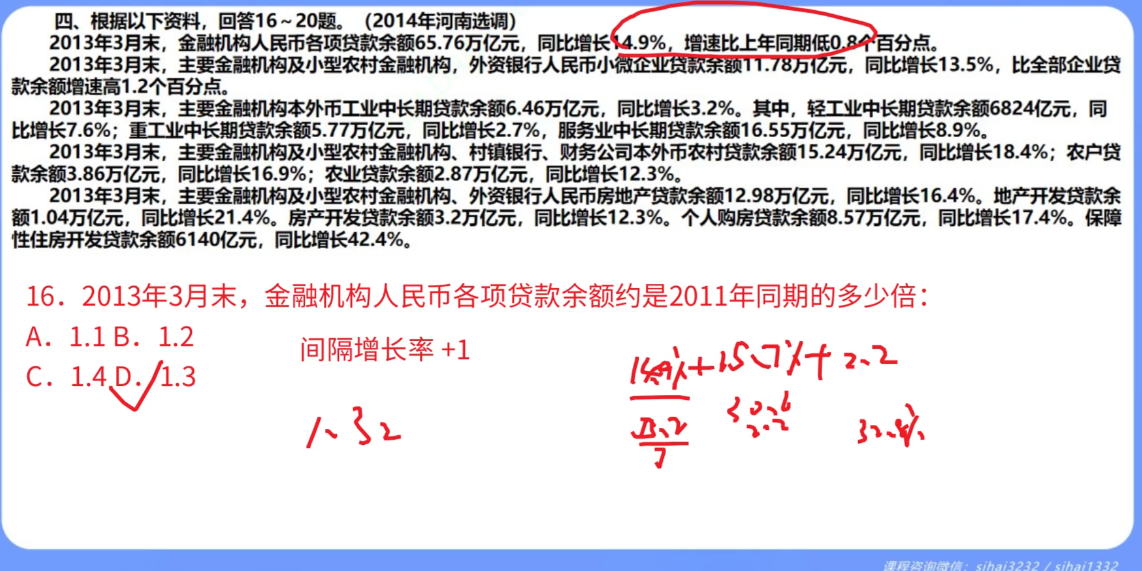 四、根据以下资料，回答16～20题。（2014年河南选调）
2013年3月末，金融机构人民币各项贷款余额65.76万亿元，同比增长14.9%，增速比上年同期低0.8个百分点。
2013年3月末，主要金融机构及小型农村金融机构，外资银行人民币小微企业贷款余额11.78万亿元，同比增长13.5%，比全部企业贷
款余额增速高1.2个百分点。
2013年3月末，主要金融机构本外币工业中长期贷款余额6.46万亿元，同比增长3.2%。其中，轻工业中长期贷款余额6824亿元，同
比增长7.6%；重工业中长期贷款余额5.77万亿元，同比增长2.7%，服务业中长期贷款余额16.55万亿元，同比增长8.9%。
2013年3月末，主要金融机构及小型农村金融机构、村镇银行、财务公司本外币农村贷款余额15.24万亿元，同比增长18.4%；农户贷
款余额3.86万亿元，同比增长16.9%；农业贷款余额2.87万亿元，同比增长12.3%。
2013年3月末，主要金融机构及小型农村金融机构、外资银行人民币房地产贷款余额12.98万亿元，同比增长16.4%。地产开发贷款余
额1.04万亿元，同比增长21.4%。房产开发贷款余额3.2万亿元，同比增长12.3%。个人购房贷款余额8.57万亿元，同比增长17.4%。保障
性住房开发贷款余额6140亿元，同比增长42.4%。
16．2013年3月末，金融机构人民币各项贷款余额约是2011年同期的多少倍：
A．1.1 B．1.2
间隔增长率 +1
C．1.4 D．1.3
14.9%+15.7%+2.2
1.32
30.6
2.2
32.8%
7
课程咨询微信：sihai3232 / sihai1332